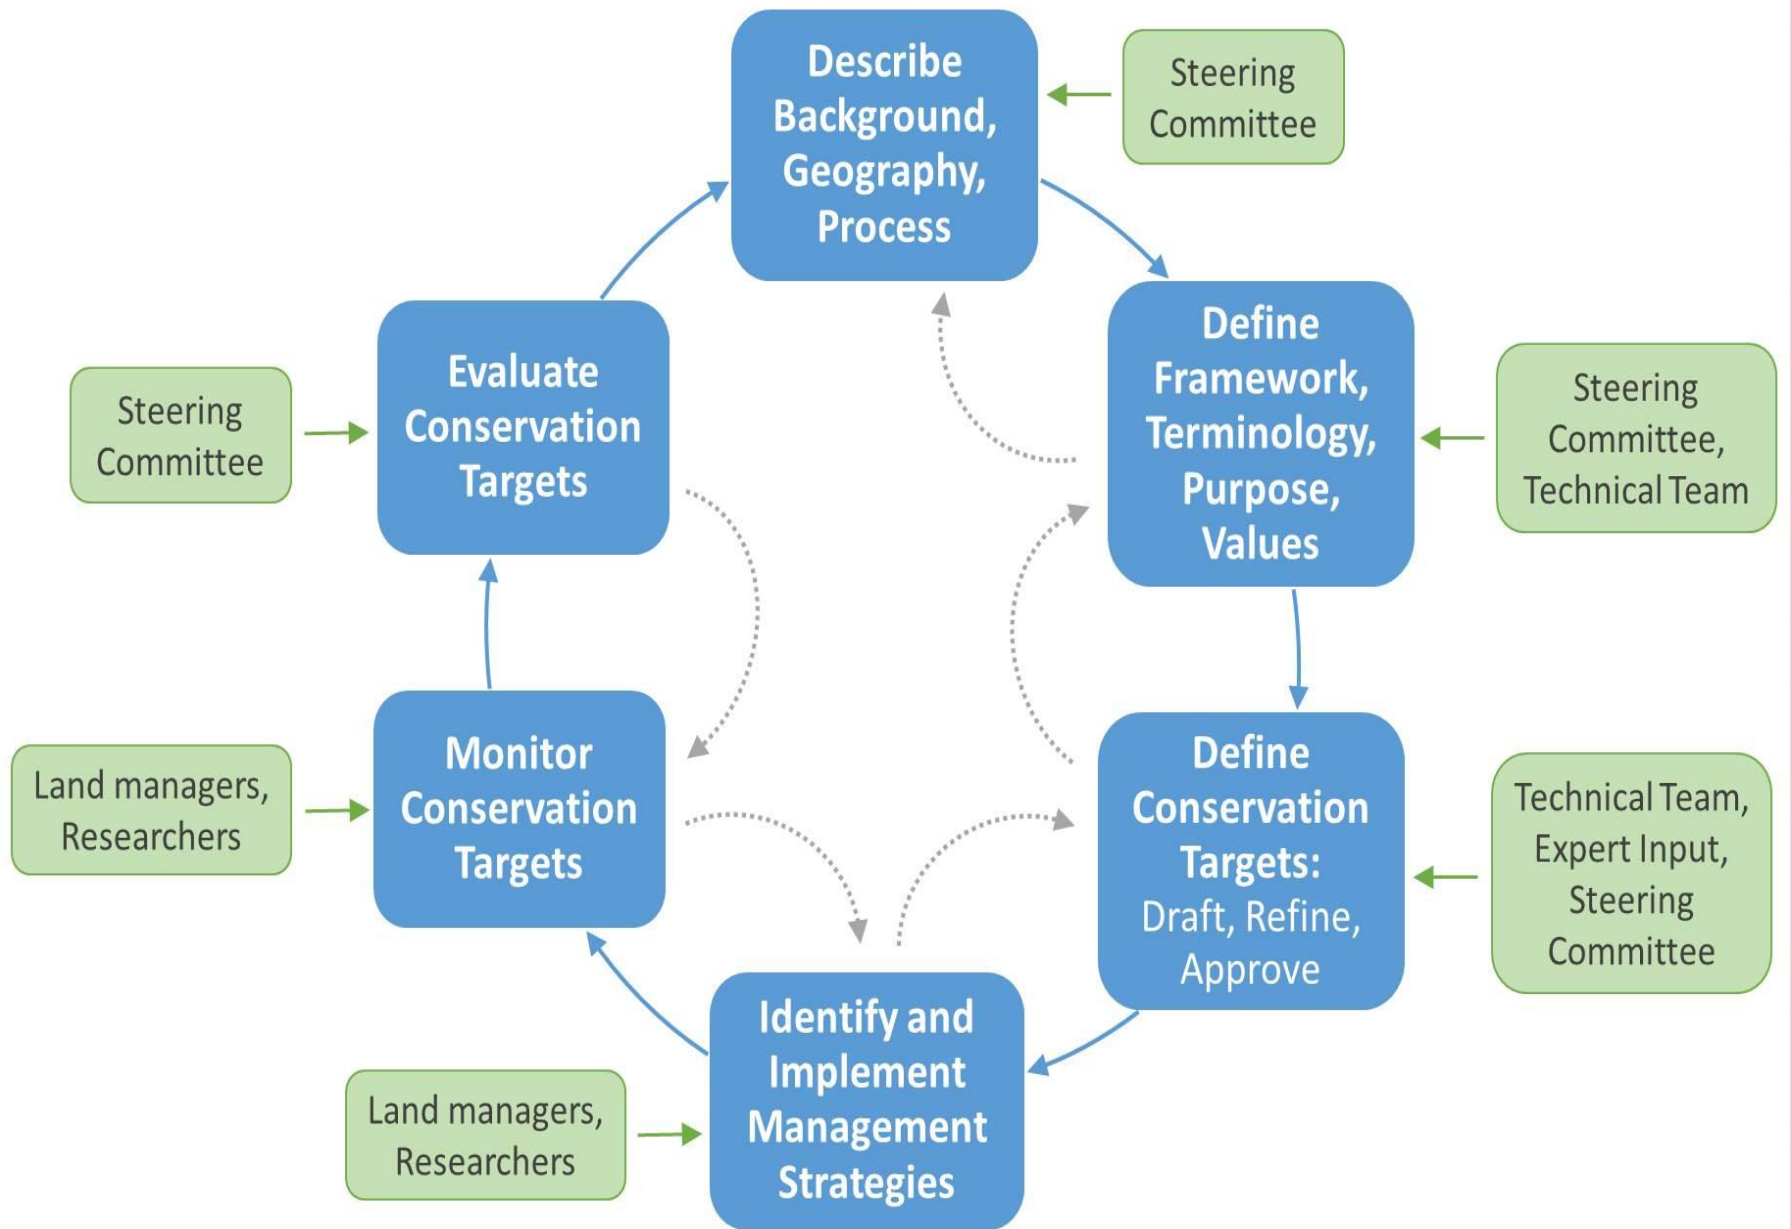 Describe
Background,
Geography,
Process
Steering
Committee
Define
Framework,
Terminology,
Purpose,
Values
Steering
Committee,
Technical Team
Define
Conservation
Targets:
Draft, Refine,
Approve
Technical Team,
Expert Input,
Steering
Committee
Identify and
Implement
Management
Strategies
Land managers,
Researchers
Monitor
Conservation
Targets
Land managers,
Researchers
Evaluate
Conservation
Targets
Steering
Committee